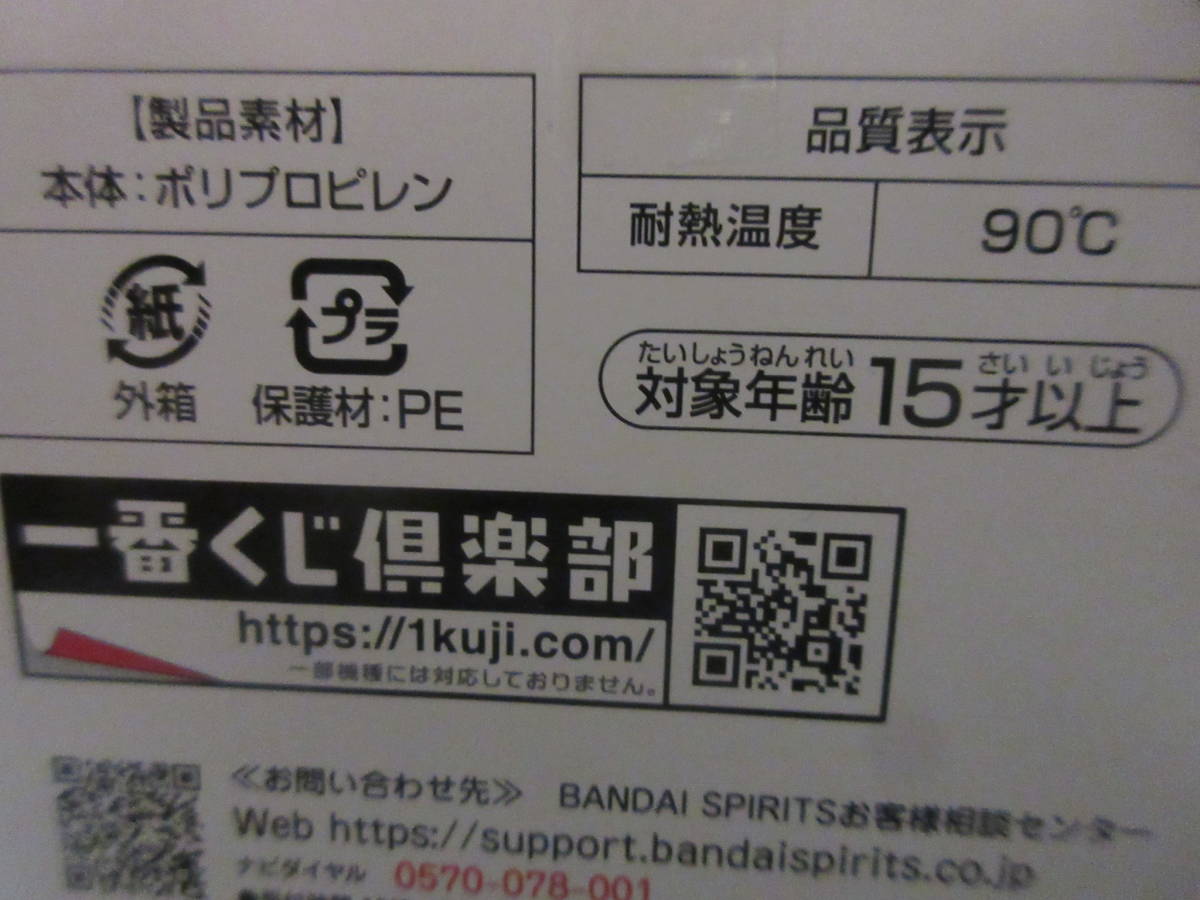 【製品素材】
本体：ポリプロピレン
紙
外箱
プラ
保護材：PE
品質表示
耐熱温度
90℃
たいしょうねんれい さい いじょう
対象年齢15才以上
一番くじ倶楽部
https://1kuji.com/
一部機種には対応しておりません。
≪お問い合わせ先≫ BANDAI SPIRITSお客様相談センター
Web https://support.bandaispirits.co.jp
ナビダイヤル 0570-078-001